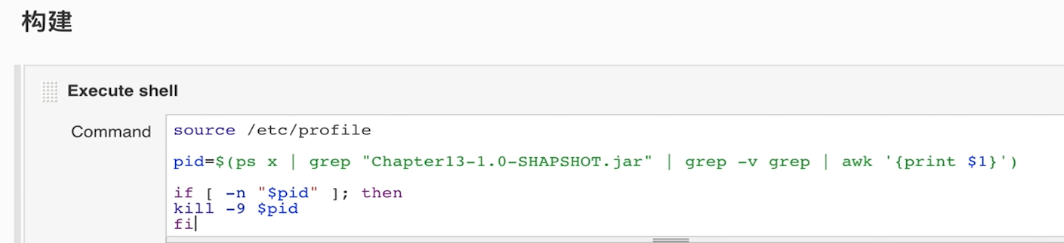 构建
Execute shell
Command
source /etc/profile
pid=$(ps x | grep "Chapter13-1.0-SHAPSHOT.jar" | grep -v grep | awk '{print $1}')
if [ -n "$pid" ]; then
kill -9 $pid
fi